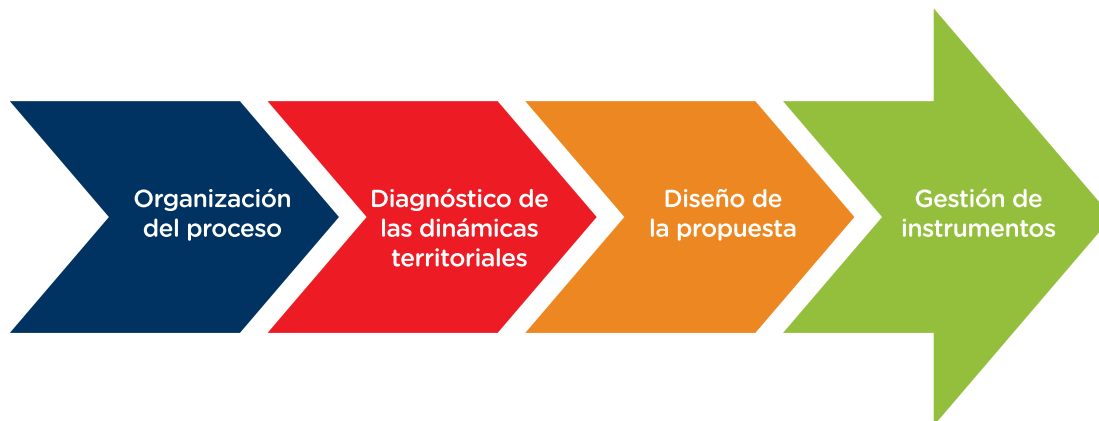 Organización
del proceso
Diagnóstico de
las dinámicas
territoriales
Diseño de
la propuesta
Gestión de
instrumentos